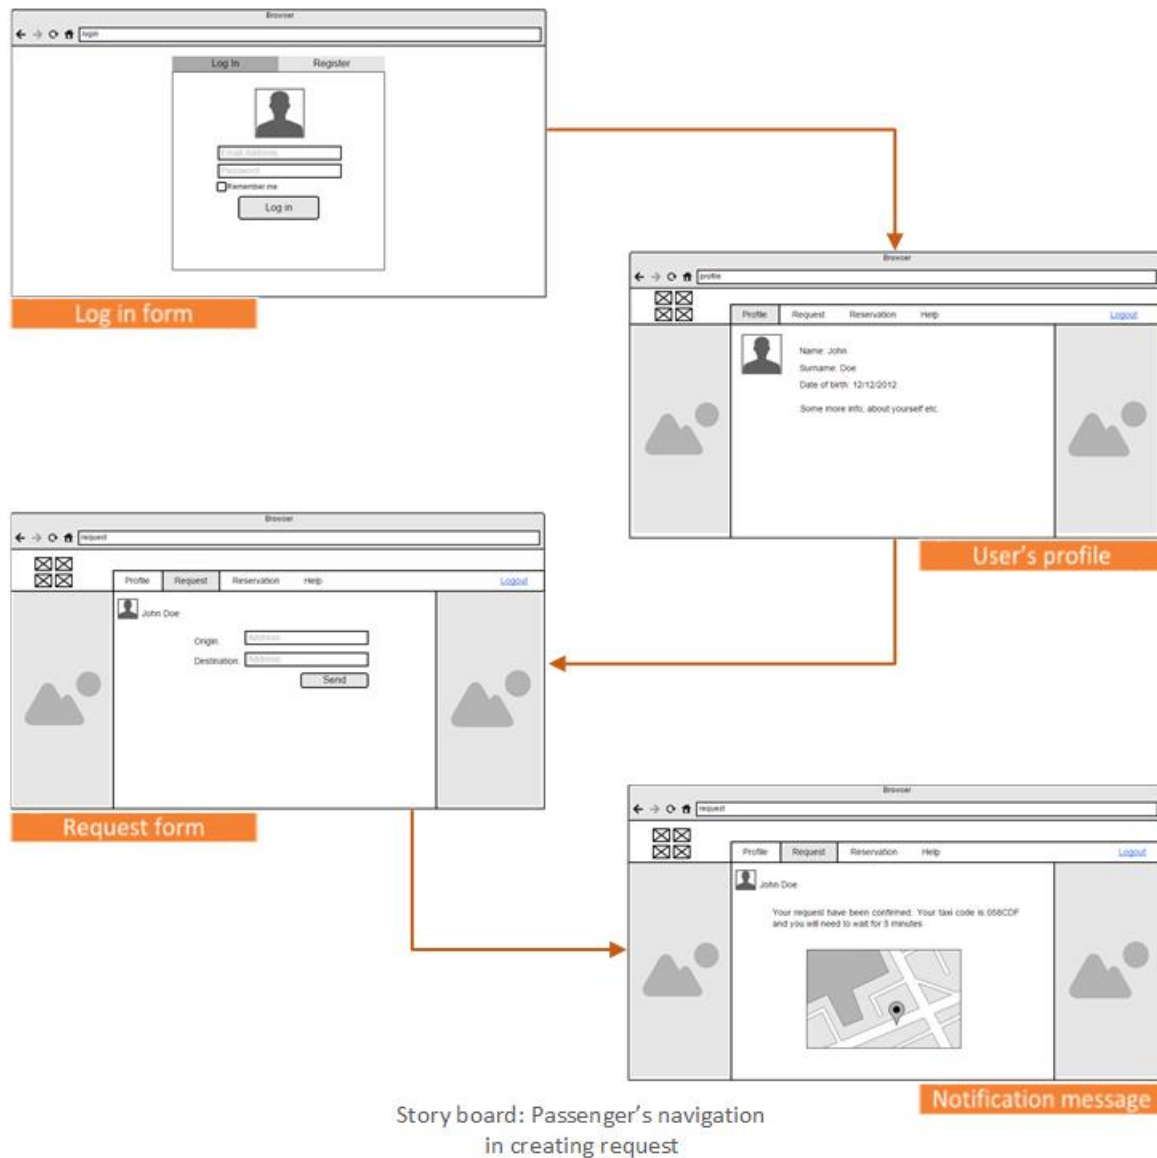 Browser
login
Log In
Register
Email Address
Password
Remember me
Log in
Log in form
Browser
profile
Profile
Request
Reservation
Help
Logout
Name: John
Surname: Doe
Date of birth: 12/12/2012
Some more info, about yourself etc.
User's profile
Browser
request
Profile
Request
Reservation
Help
Logout
John Doe
Origin:
Address
Destination:
Address
Send
Request form
Browser
request
Profile
Request
Reservation
Help
Logout
John Doe
Your request have been confirmed. Your taxi code is 056CDF
and you will need to wait for 5 minutes
Notification message
Story board: Passenger's navigation
in creating request